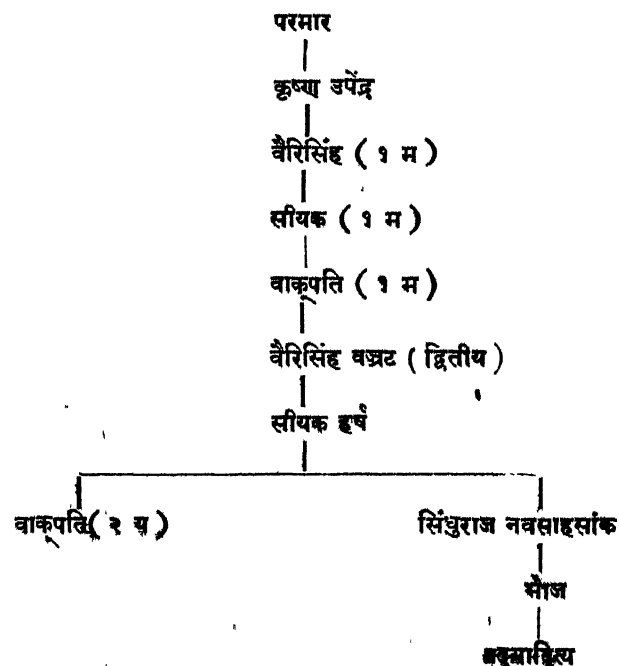 परमार
कृष्ण उपेंद्र
वैरिसिंह ( १ म )
सीयक ( १ म )
वाक्पति ( १ म )
वैरिसिंह वज्रट ( द्वितीय )
सीयक हर्ष
वाक्पति ( २ य )
सिंधुराज नवसाहसांक
भोज